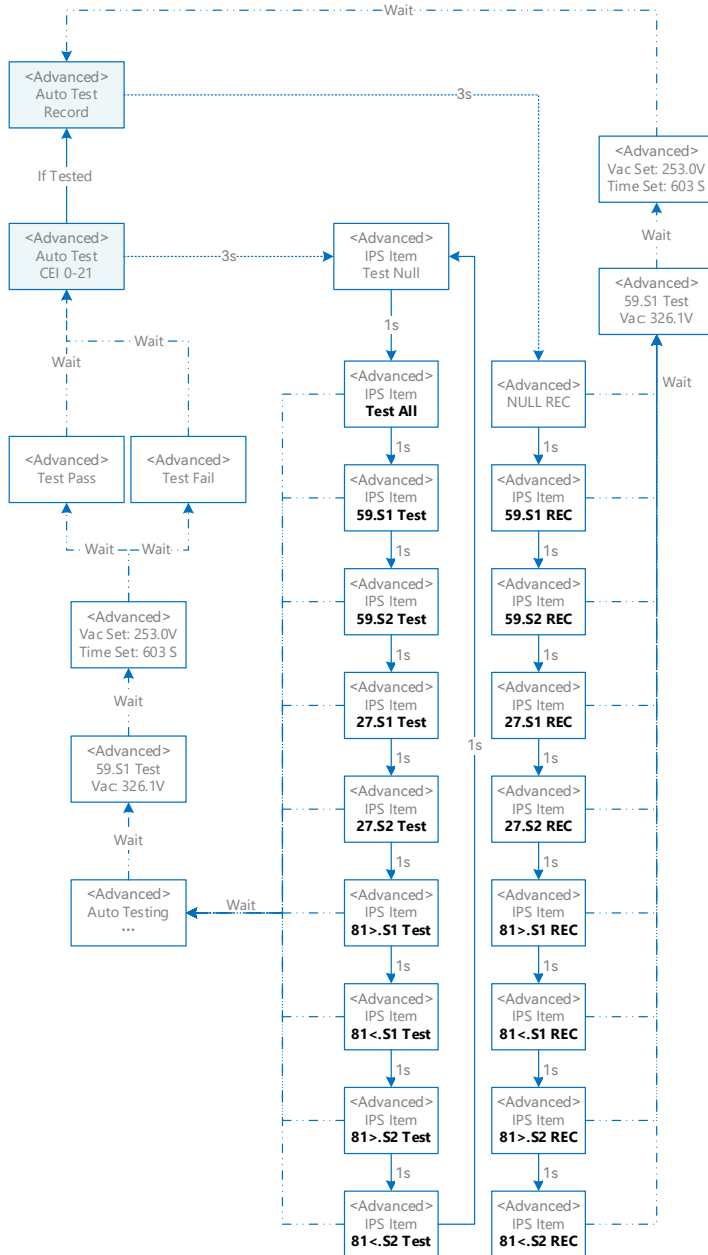 Wait
<Advanced>
Auto Test
Record
3s
<Advanced>
Vac Set: 253.0V
Time Set: 603 S
If Tested
Wait
<Advanced>
Auto Test
CEI 0-21
3s
<Advanced>
IPS Item
Test Null
<Advanced>
59.S1 Test
Vac: 326.1V
1s
Wait
Wait
Wait
<Advanced>
IPS Item
Test All
<Advanced>
NULL REC
1s
1s
<Advanced>
Test Pass
<Advanced>
Test Fail
<Advanced>
IPS Item
59.S1 Test
<Advanced>
IPS Item
59.S1 REC
Wait
Wait
1s
1s
<Advanced>
IPS Item
59.S2 Test
<Advanced>
IPS Item
59.S2 REC
<Advanced>
Vac Set: 253.0V
Time Set: 603 S
1s
1s
Wait
<Advanced>
IPS Item
27.S1 Test
<Advanced>
IPS Item
27.S1 REC
1s
1s
1s
<Advanced>
59.S1 Test
Vac: 326.1V
<Advanced>
IPS Item
27.S2 Test
<Advanced>
IPS Item
27.S2 REC
Wait
1s
1s
<Advanced>
Auto Testing
...
Wait
<Advanced>
IPS Item
81>.S1 Test
<Advanced>
IPS Item
81>.S1 REC
1s
1s
<Advanced>
IPS Item
81<.S1 Test
<Advanced>
IPS Item
81<.S1 REC
1s
1s
<Advanced>
IPS Item
81>.S2 Test
<Advanced>
IPS Item
81>.S2 REC
1s
1s
<Advanced>
IPS Item
81<.S2 Test
<Advanced>
IPS Item
81<.S2 REC